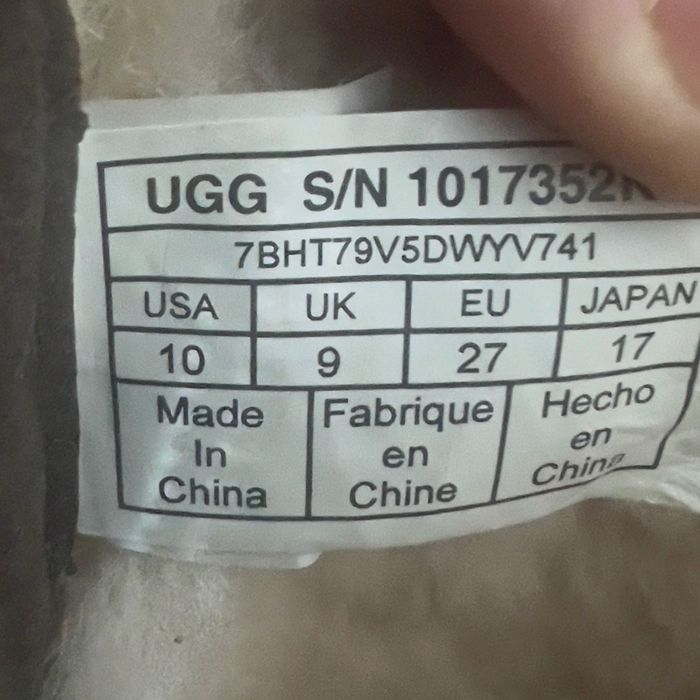 UGG S/N 1017352K
7BHT79V5DWYV741
USA UK EU JAPAN
10 9 27 17
Made
In
China
Fabrique
en
Chine
Hecho
en
China